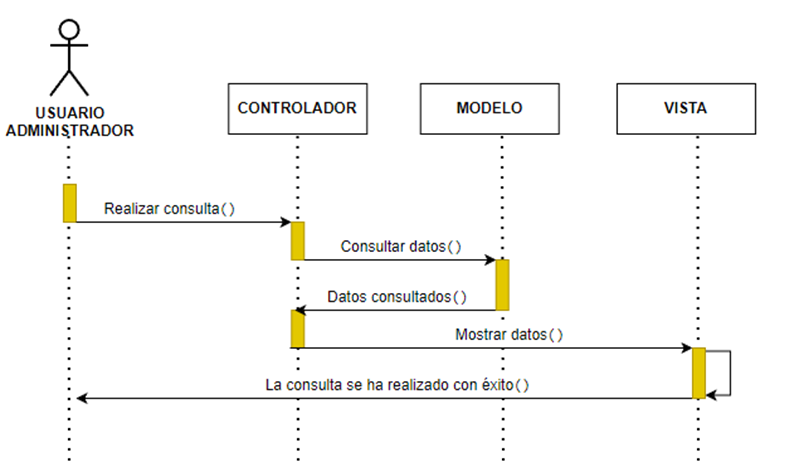 USUARIO
ADMINISTRADOR
CONTROLADOR
MODELO
VISTA
Realizar consulta()
Consultar datos()
Datos consultados()
Mostrar datos()
La consulta se ha realizado con éxito()